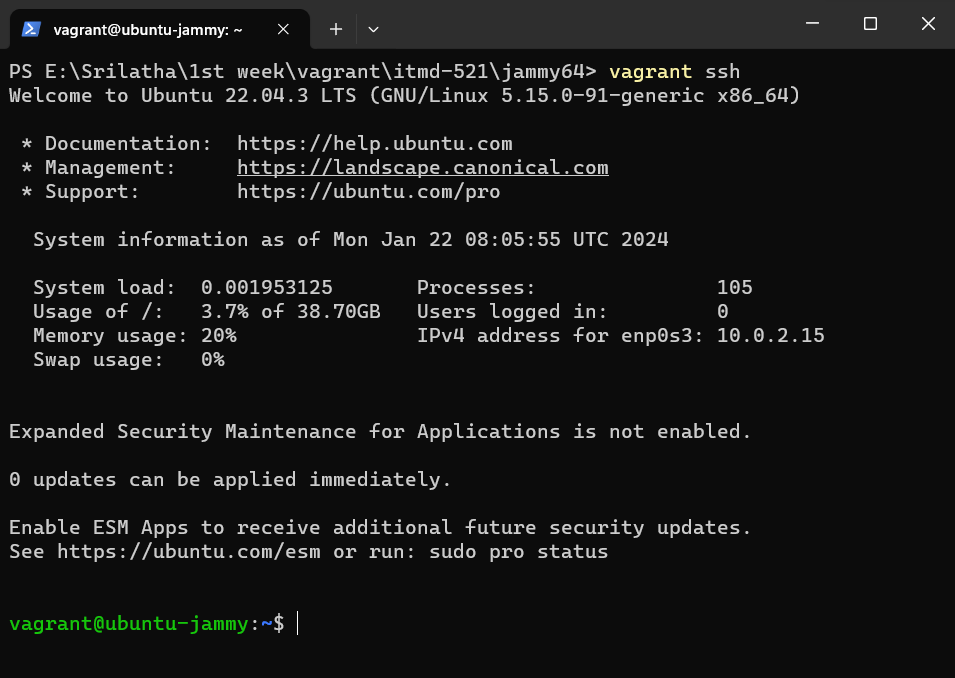 vagrant@ubuntu-jammy: ~
PS E:\Srilatha\1st week\vagrant\itmd-521\jammy64> vagrant ssh
Welcome to Ubuntu 22.04.3 LTS (GNU/Linux 5.15.0-91-generic x86_64)
* Documentation:  https://help.ubuntu.com
* Management:     https://landscape.canonical.com
* Support:        https://ubuntu.com/pro
System information as of Mon Jan 22 08:05:55 UTC 2024
System load:  0.001953125       Processes:               105
Usage of /:   3.7% of 38.70GB   Users logged in:         0
Memory usage: 20%               IPv4 address for enp0s3: 10.0.2.15
Swap usage:   0%
Expanded Security Maintenance for Applications is not enabled.
0 updates can be applied immediately.
Enable ESM Apps to receive additional future security updates.
See https://ubuntu.com/esm or run: sudo pro status
vagrant@ubuntu-jammy:~$